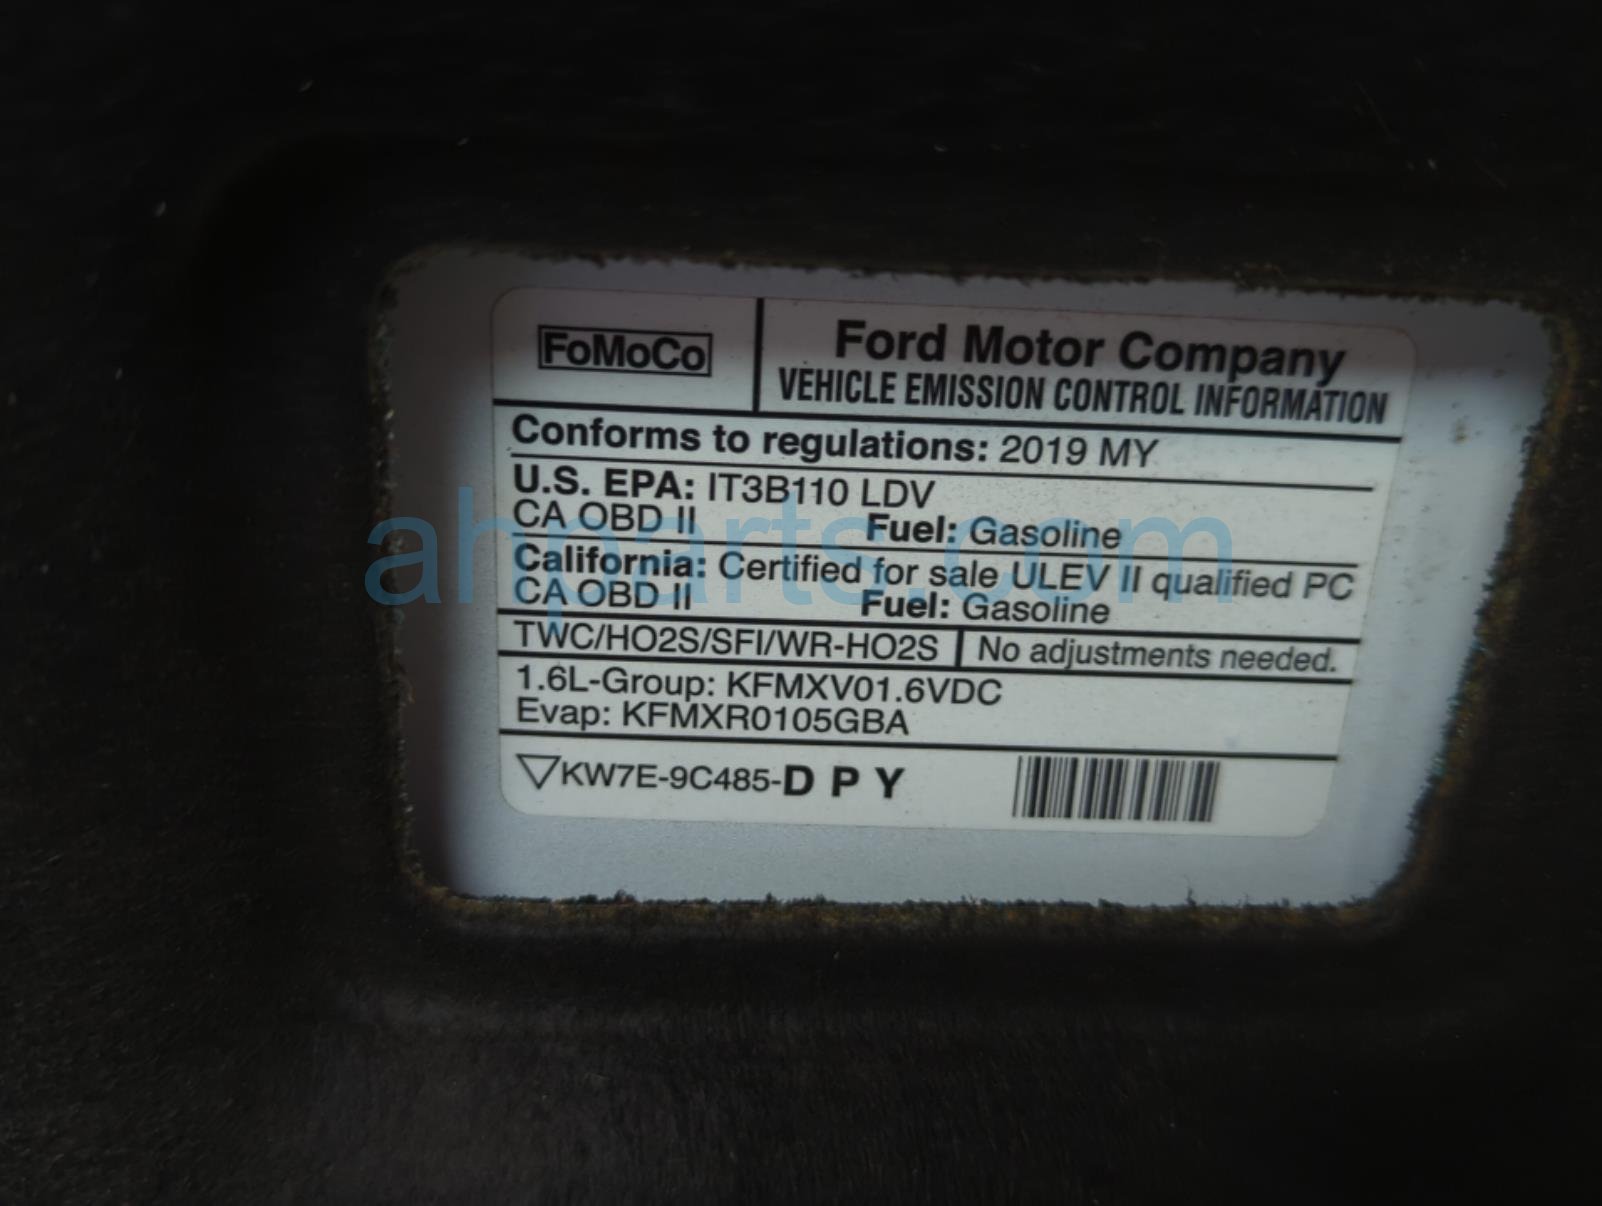 FoMoCo
Ford Motor Company
VEHICLE EMISSION CONTROL INFORMATION
Conforms to regulations: 2019 MY
U.S. EPA: IT3B110 LDV
CA OBD II Fuel: Gasoline
ahparts.com
California: Certified for sale ULEV II qualified PC
CA OBD II Fuel: Gasoline
TWC/HO2S/SFI/WR-HO2S No adjustments needed.
1.6L-Group: KFMXV01.6VDC
Evap: KFMXR0105GBA
▽KW7E-9C485-D P Y